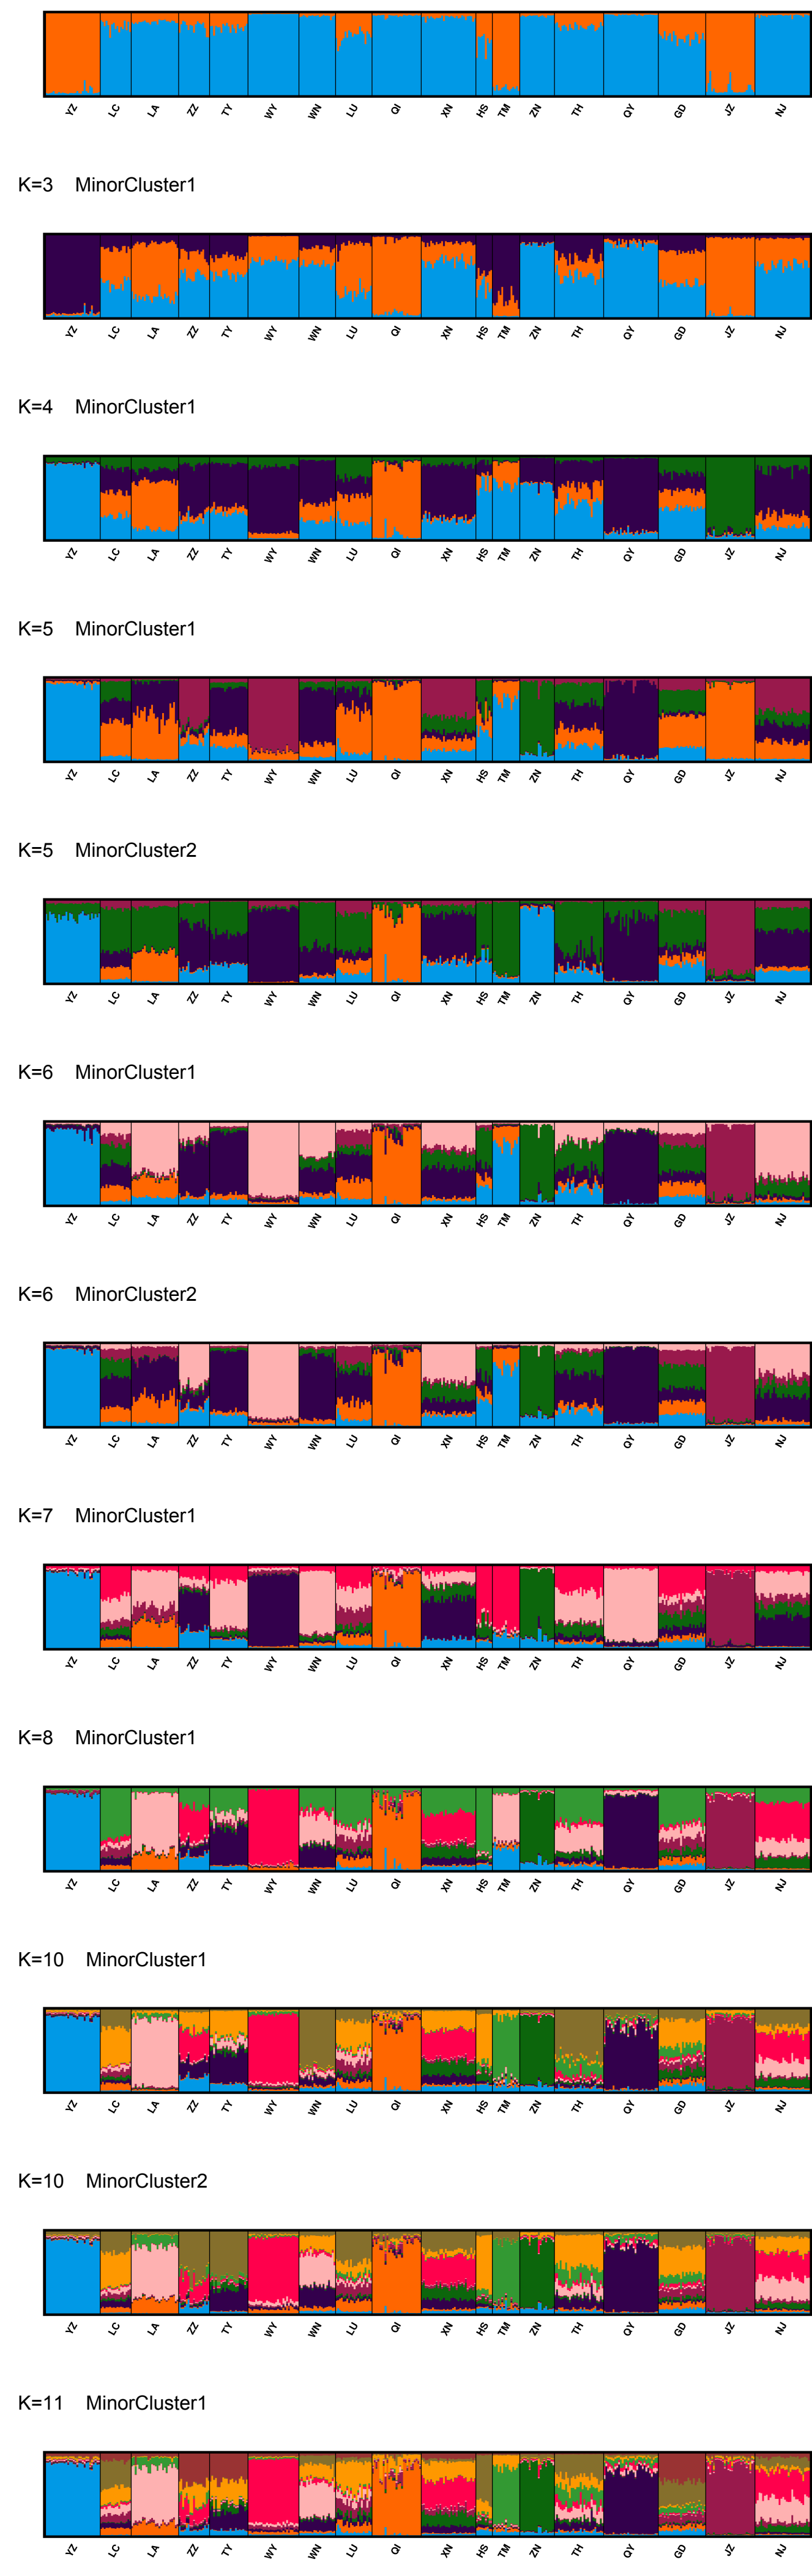 YZ LC LA ZZ TY WY WN LU QI XN HS TM ZN TH QY GD JZ NJ
K=3 MinorCluster1
YZ LC LA ZZ TY WY WN LU QI XN HS TM ZN TH QY GD JZ NJ
K=4 MinorCluster1
YZ LC LA ZZ TY WY WN LU QI XN HS TM ZN TH QY GD JZ NJ
K=5 MinorCluster1
YZ LC LA ZZ TY WY WN LU QI XN HS TM ZN TH QY GD JZ NJ
K=5 MinorCluster2
YZ LC LA ZZ TY WY WN LU QI XN HS TM ZN TH QY GD JZ NJ
K=6 MinorCluster1
YZ LC LA ZZ TY WY WN LU QI XN HS TM ZN TH QY GD JZ NJ
K=6 MinorCluster2
YZ LC LA ZZ TY WY WN LU QI XN HS TM ZN TH QY GD JZ NJ
K=7 MinorCluster1
YZ LC LA ZZ TY WY WN LU QI XN HS TM ZN TH QY GD JZ NJ
K=8 MinorCluster1
YZ LC LA ZZ TY WY WN LU QI XN HS TM ZN TH QY GD JZ NJ
K=10 MinorCluster1
YZ LC LA ZZ TY WY WN LU QI XN HS TM ZN TH QY GD JZ NJ
K=10 MinorCluster2
YZ LC LA ZZ TY WY WN LU QI XN HS TM ZN TH QY GD JZ NJ
K=11 MinorCluster1
YZ LC LA ZZ TY WY WN LU QI XN HS TM ZN TH QY GD JZ NJ